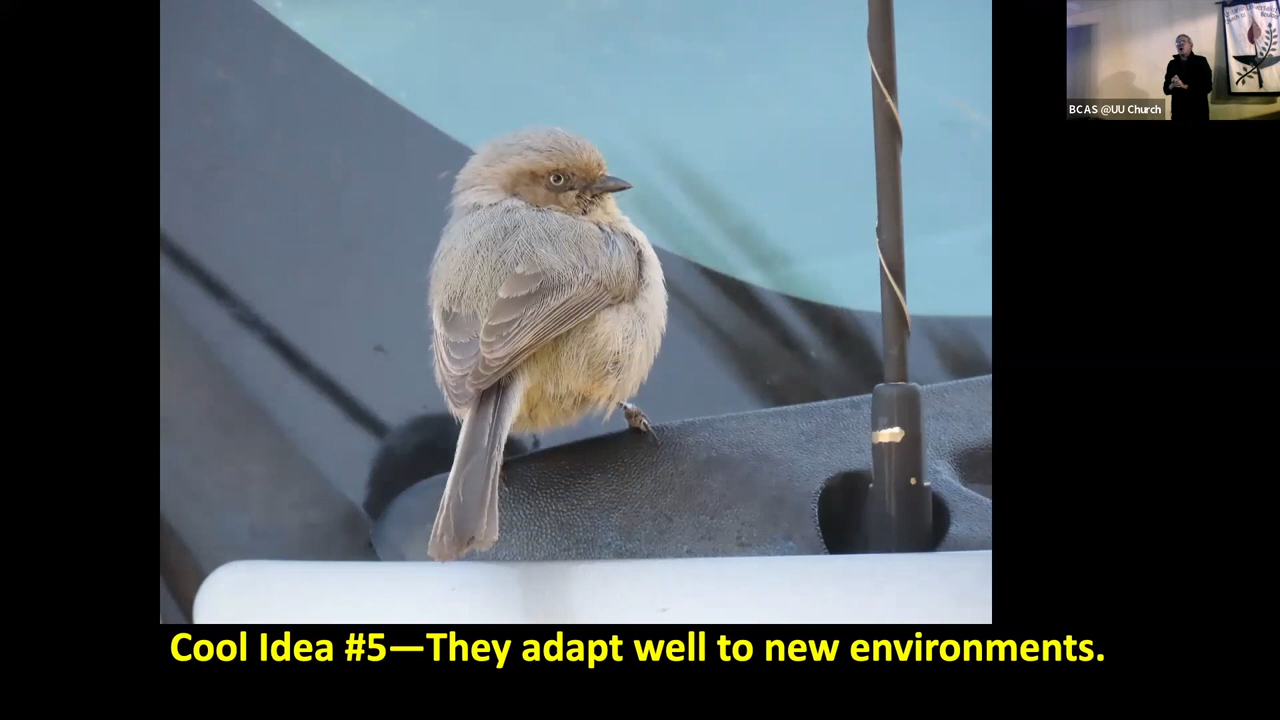 BCAS @UU Church
Cool Idea #5—They adapt well to new environments.